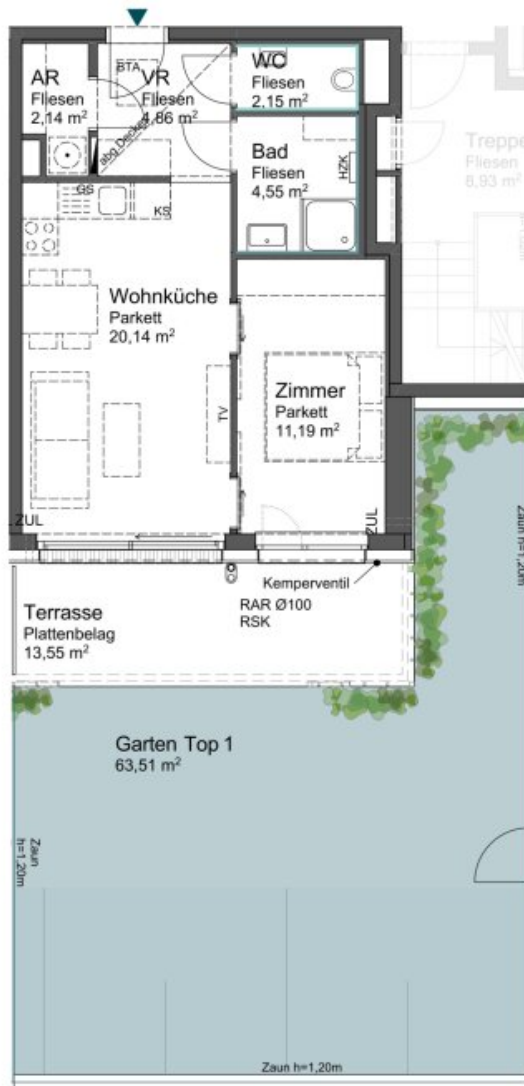 AR
Fliesen
2,14 m²
BTA
VR
Fliesen
4,86 m²
abg.Decke
WC
Fliesen
2,15 m²
Bad
Fliesen
4,55 m²
HZK
Fliesen
8,93 m²
GS
KS
Wohnküche
Parkett
20,14 m²
TV
Zimmer
Parkett
11,19 m²
ZUL
ZUL
Kemperventil
RAR Ø100
RSK
Terrasse
Plattenbelag
13,55 m²
Zaun h=1,20m
Garten Top 1
63,51 m²
Zaun
h=1,20m
Zaun h=1,20m